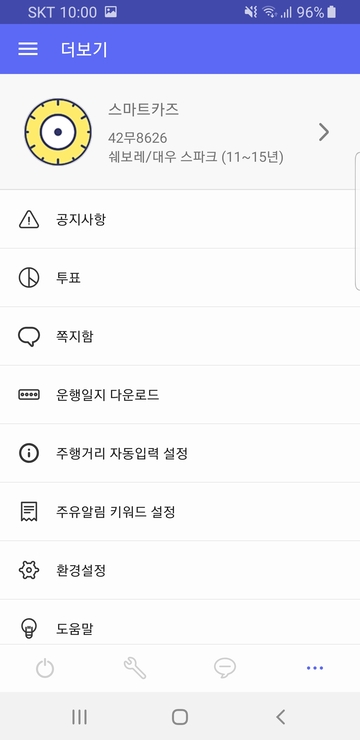 SKT 10:00 96%
더보기
스마트카즈
42무8626
쉐보레/대우 스파크 (11~15년)
공지사항
투표
쪽지함
운행일지 다운로드
주행거리 자동입력 설정
주유알림 키워드 설정
환경설정
도움말